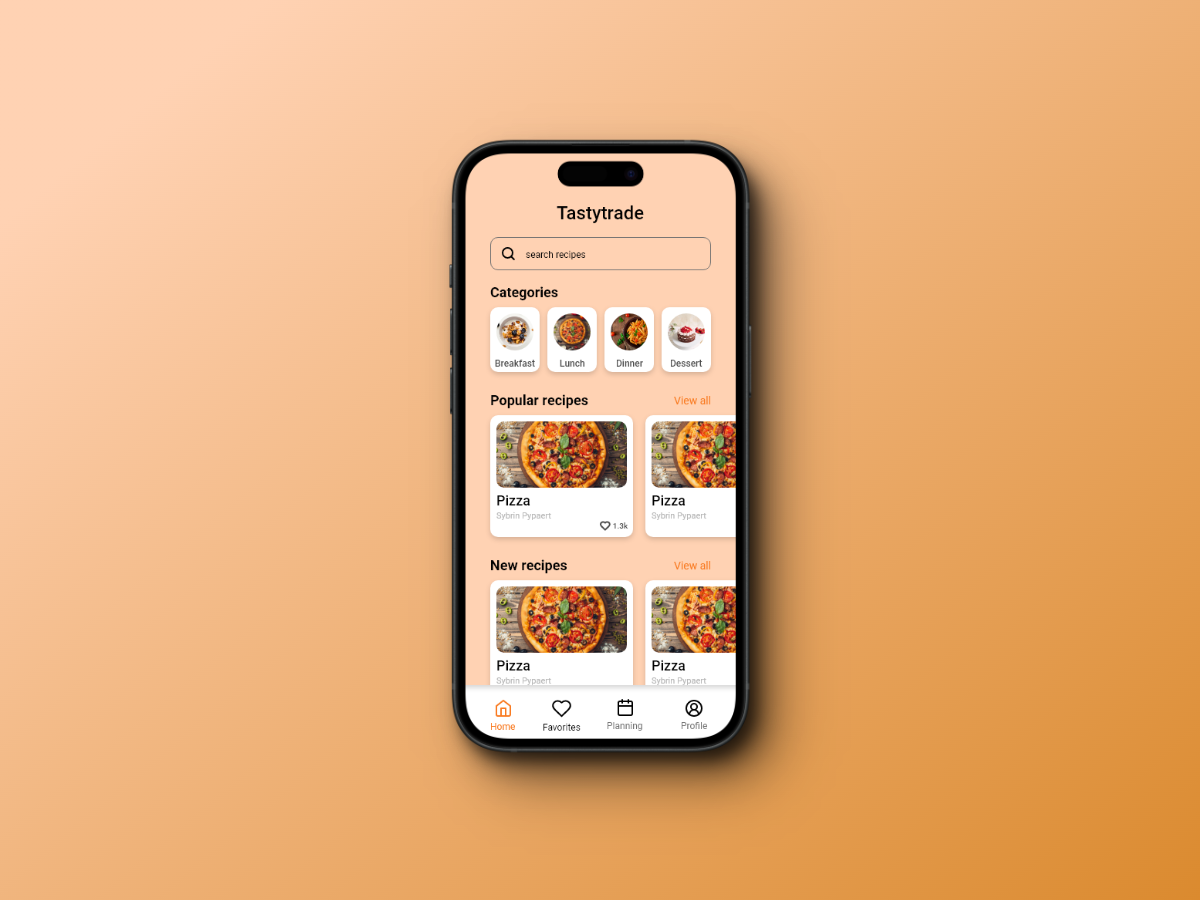 Tastytrade
search recipes
Categories
Breakfast Lunch Dinner Dessert
Popular recipes View all
Pizza Pizza
Sybrin Pypaert Sybrin Pypaert
1.3k
New recipes View all
Pizza Pizza
Sybrin Pypaert Sybrin Pypaert
Home Favorites Planning Profile